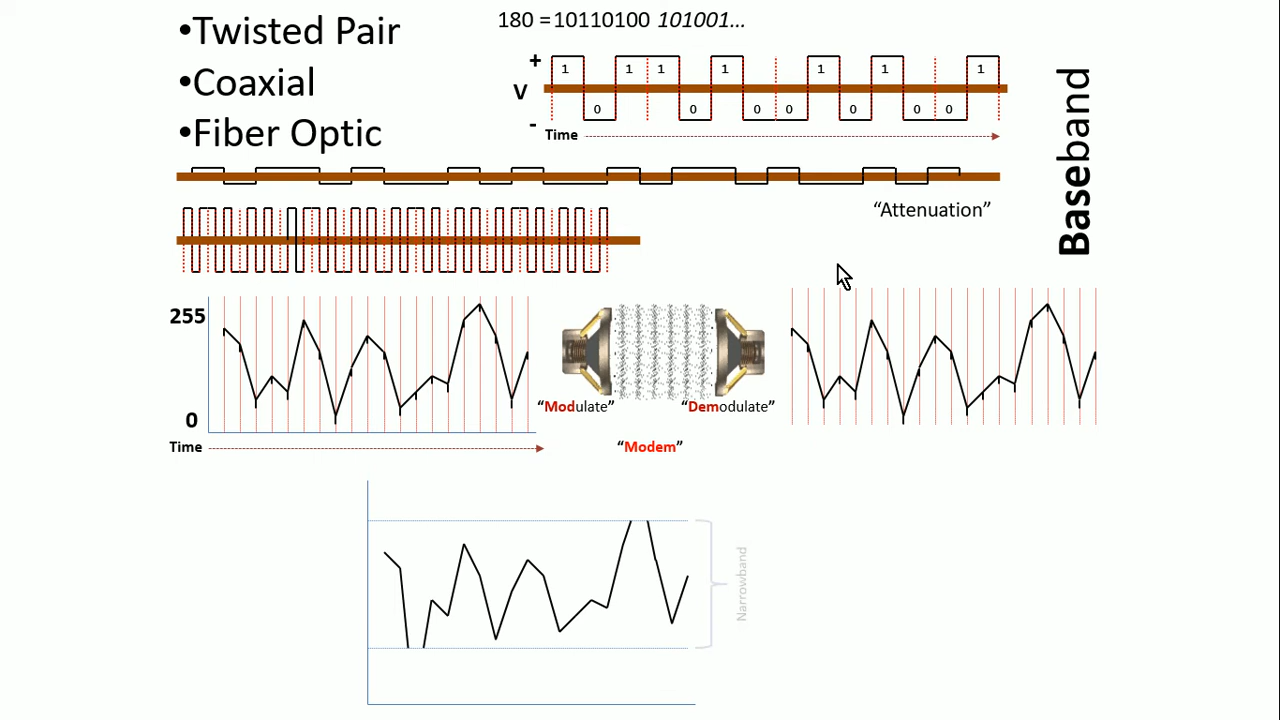 •Twisted Pair
•Coaxial
•Fiber Optic
180 =10110100 101001...
+
V
-
1 0 1 1 0 1 0 0 1 0 1 0 0 1
Time
Baseband
“Attenuation”
255
0
Time
“Modulate”
“Demodulate”
“Modem”
Narrowband